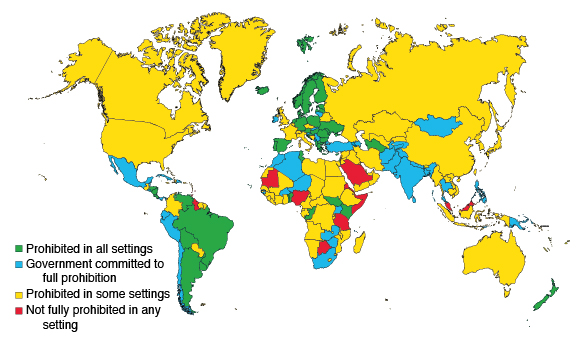 Prohibited in all settings
Government committed to
full prohibition
Prohibited in some settings
Not fully prohibited in any
setting